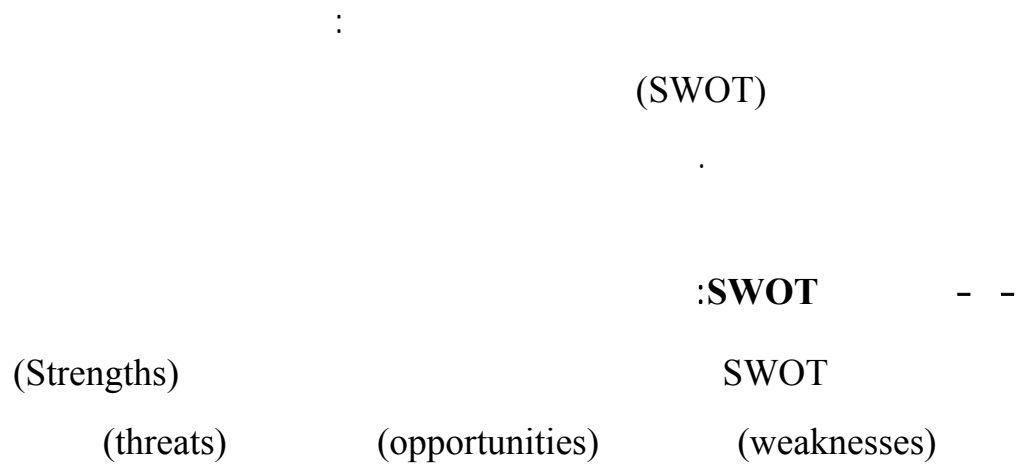 :
(SWOT)
.
- - SWOT:
SWOT (Strengths)
(weaknesses) (opportunities) (threats)